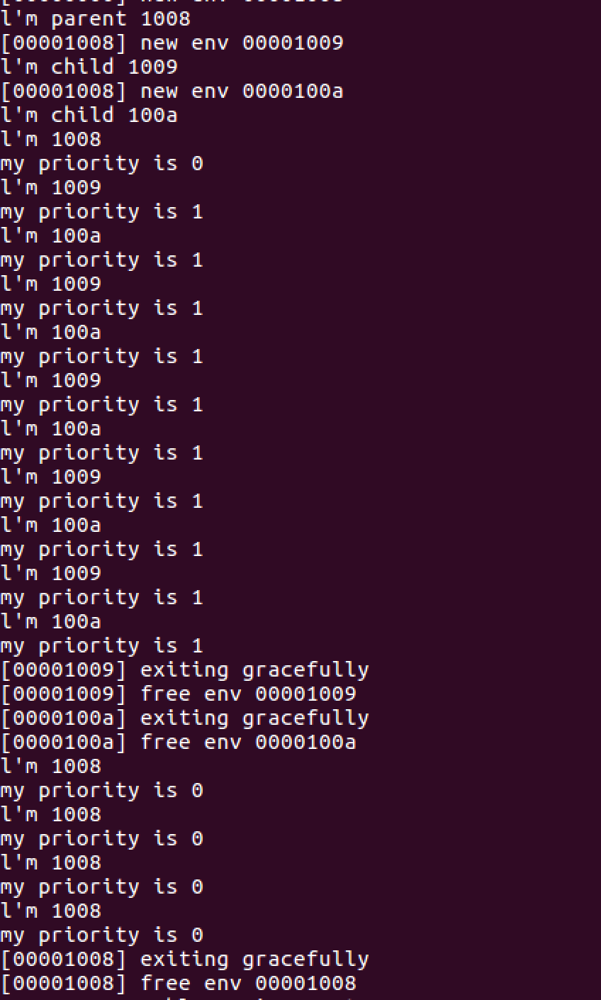 l'm parent 1008
[00001008] new env 00001009
l'm child 1009
[00001008] new env 0000100a
l'm child 100a
l'm 1008
my priority is 0
l'm 1009
my priority is 1
l'm 100a
my priority is 1
l'm 1009
my priority is 1
l'm 100a
my priority is 1
l'm 1009
my priority is 1
l'm 100a
my priority is 1
l'm 1009
my priority is 1
l'm 100a
my priority is 1
l'm 1009
my priority is 1
l'm 100a
my priority is 1
[00001009] exiting gracefully
[00001009] free env 00001009
[0000100a] exiting gracefully
[0000100a] free env 0000100a
l'm 1008
my priority is 0
l'm 1008
my priority is 0
l'm 1008
my priority is 0
l'm 1008
my priority is 0
[00001008] exiting gracefully
[00001008] free env 00001008